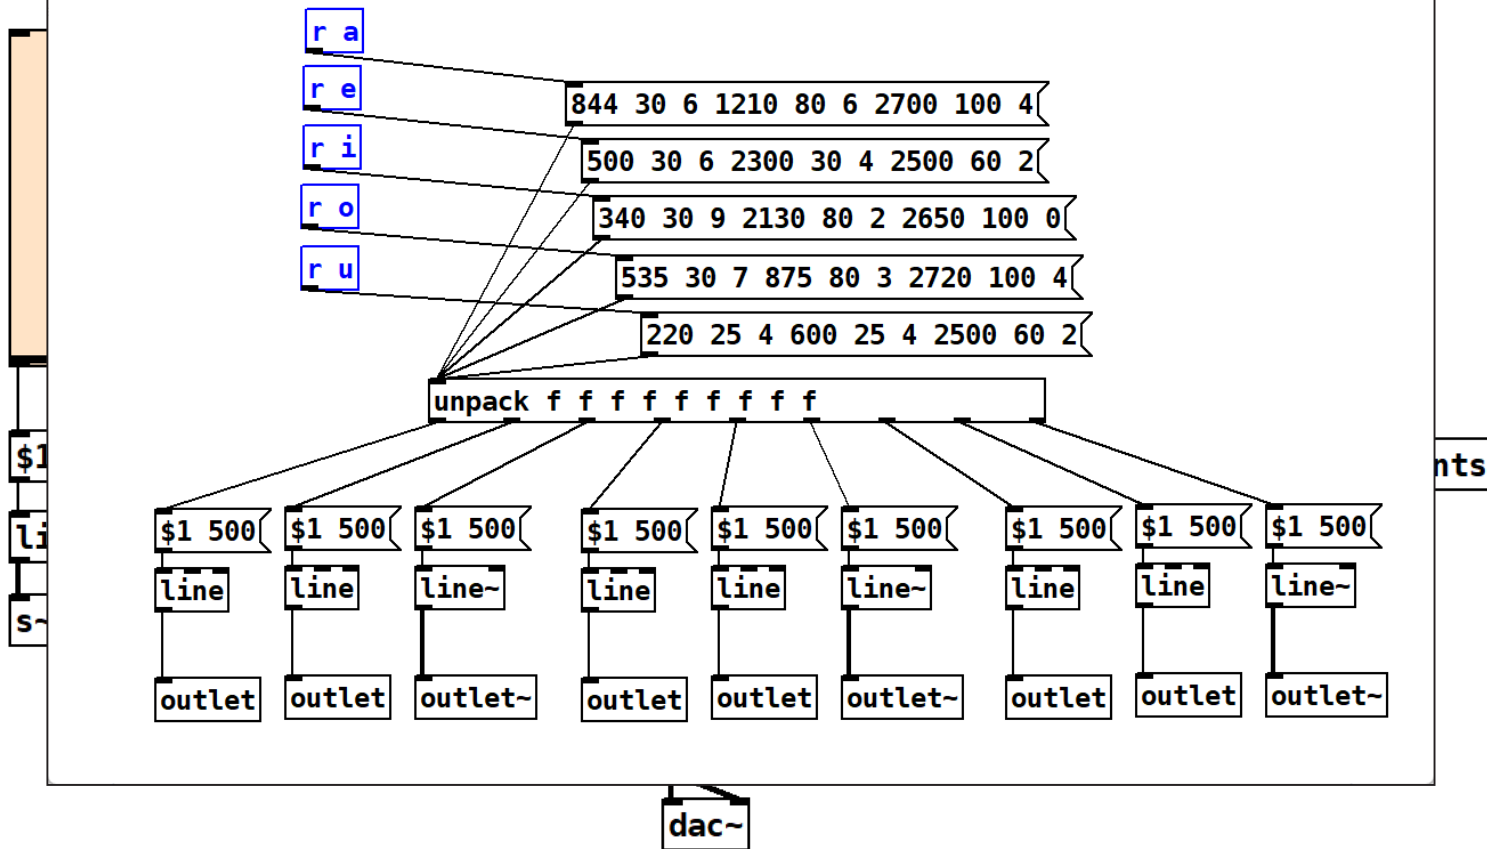 r a
844 30 6 1210 80 6 2700 100 4
r e
500 30 6 2300 30 4 2500 60 2
r i
340 30 9 2130 80 2 2650 100 0
r o
535 30 7 875 80 3 2720 100 4
r u
220 25 4 600 25 4 2500 60 2
unpack f f f f f f f f f
$1
nts
$1 500 $1 500 $1 500 $1 500 $1 500 $1 500 $1 500 $1 500 $1 500
li
line line line~ line line line~ line line line~
s~
outlet outlet outlet~ outlet outlet outlet~ outlet outlet outlet~
dac~